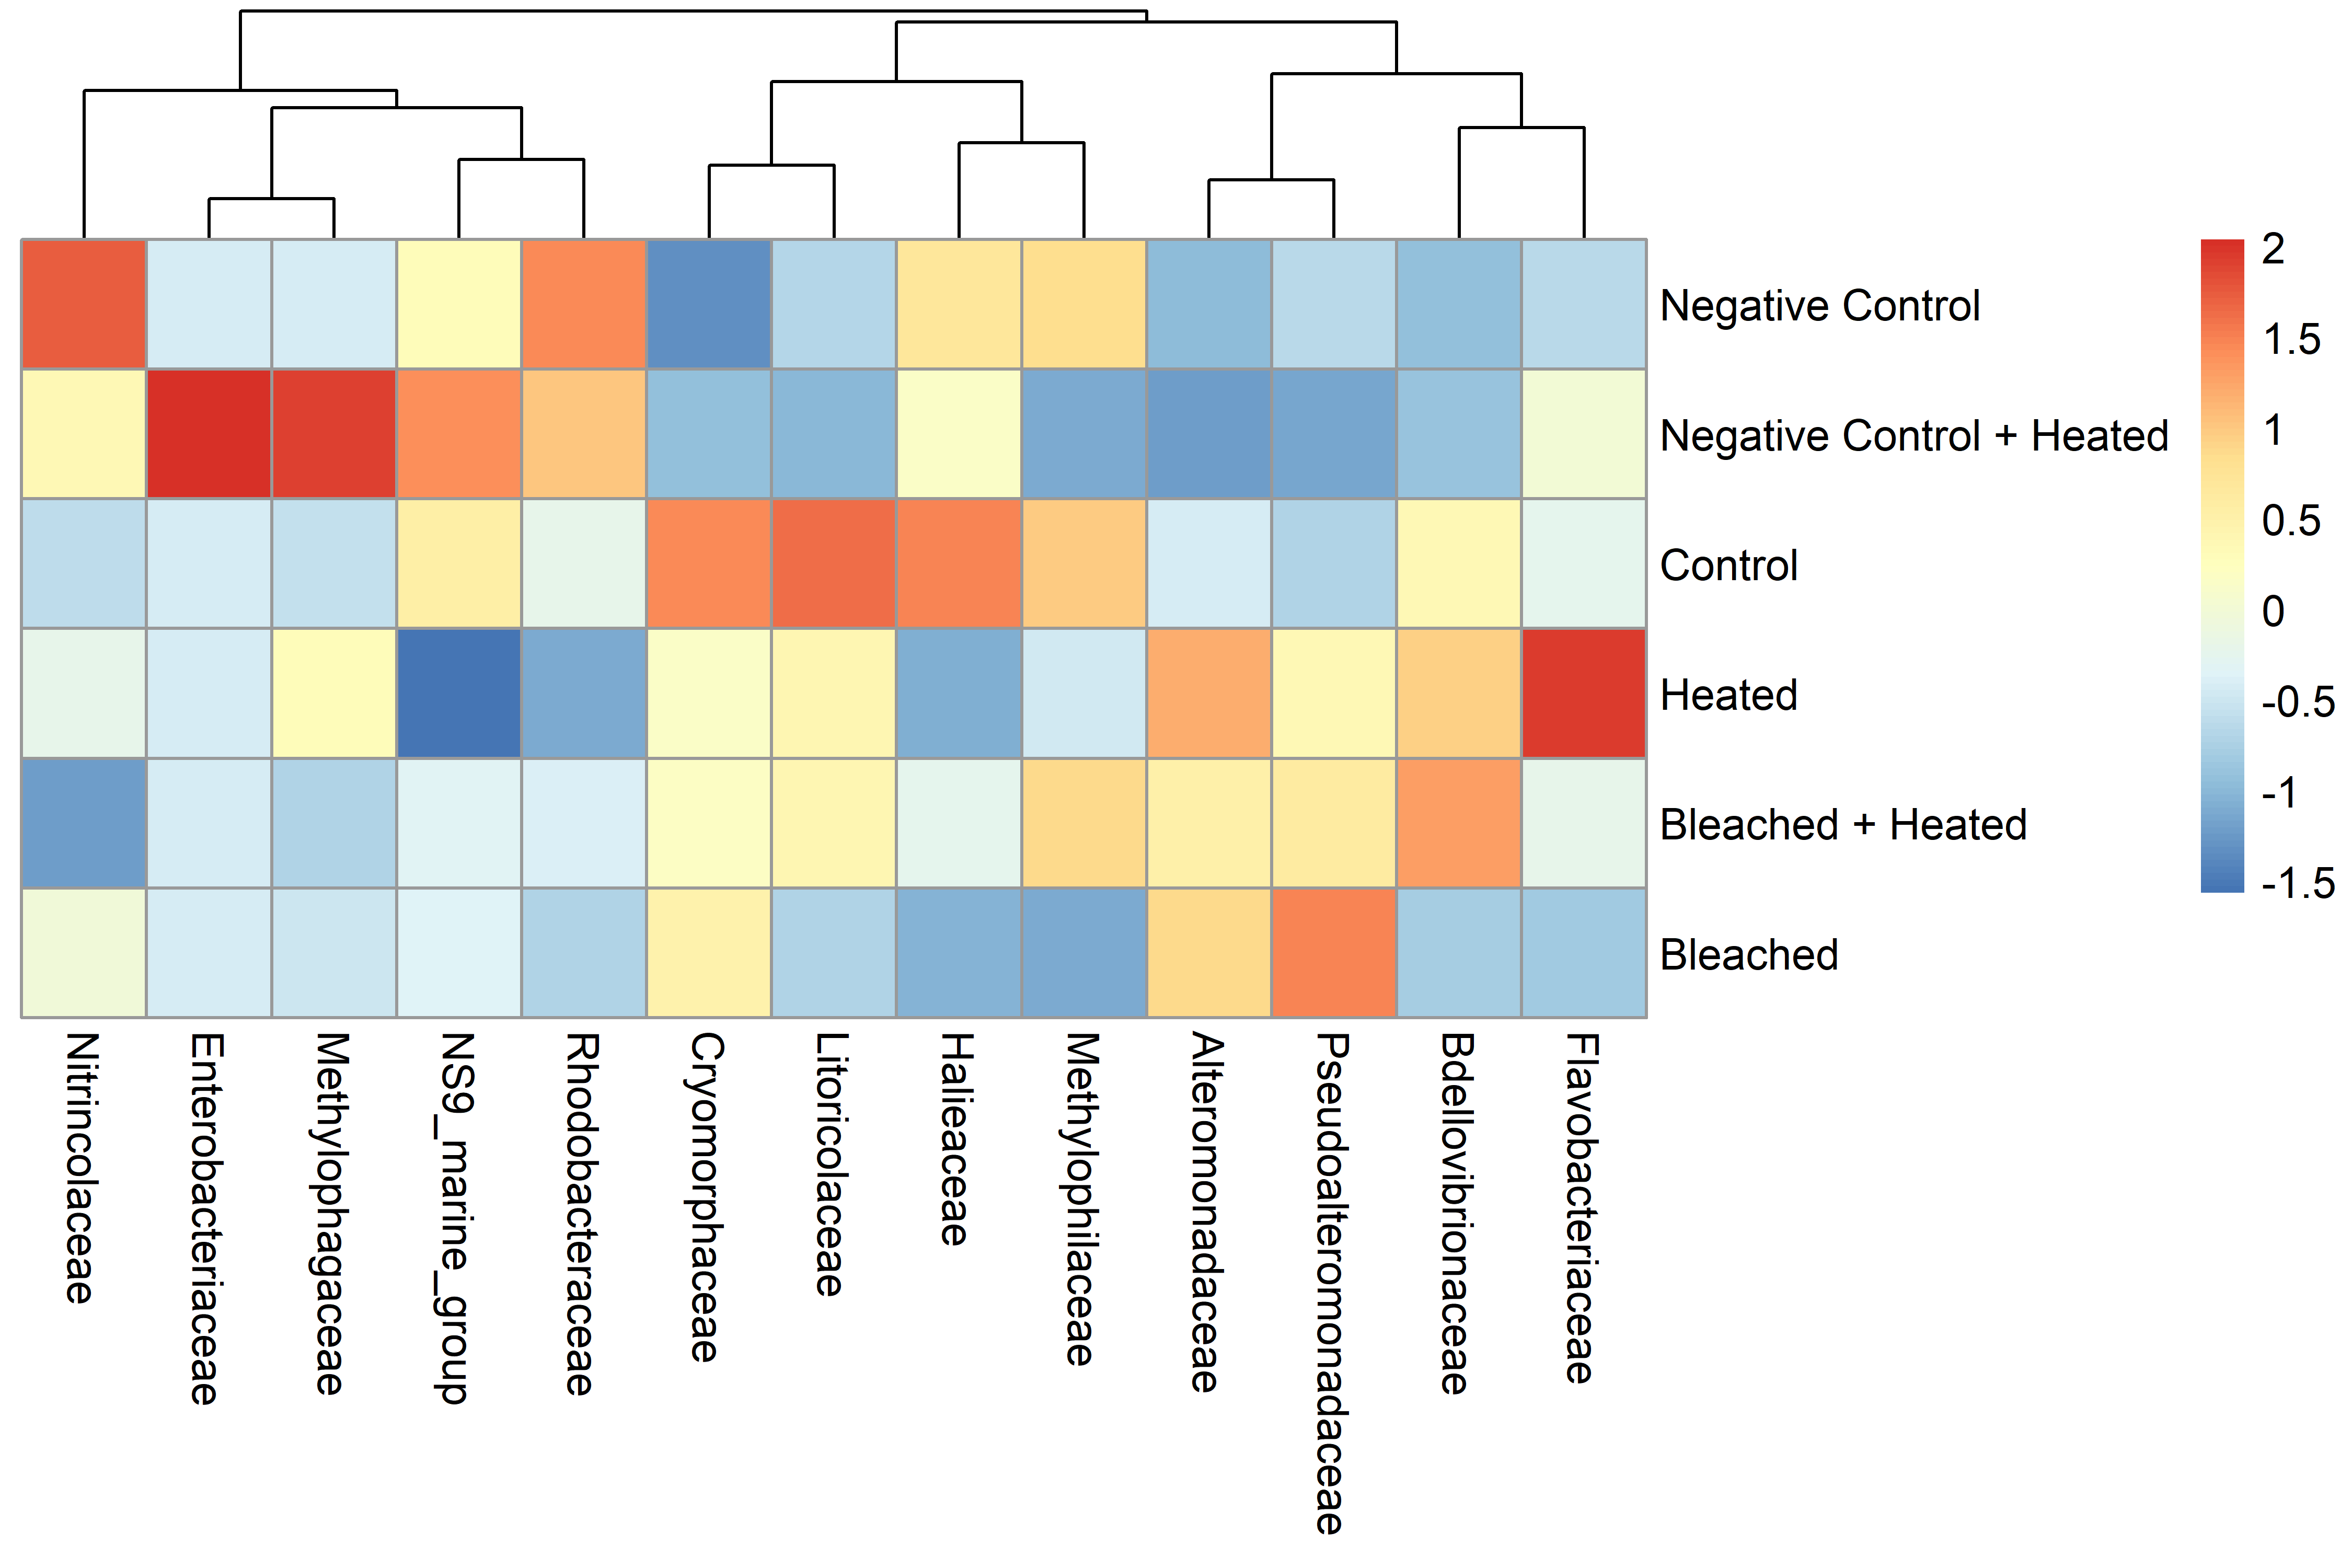 Negative Control
Negative Control + Heated
Control
Heated
Bleached + Heated
Bleached
2
1.5
1
0.5
0
-0.5
-1
-1.5
Nitrincolaceae
Enterobacteriaceae
Methylophagaceae
NS9_marine_group
Rhodobacteraceae
Cryomorphaceae
Litoricolaceae
Halieaceae
Methylophilaceae
Alteromonadaceae
Pseudoalteromonadaceae
Bdellovibrionaceae
Flavobacteriaceae